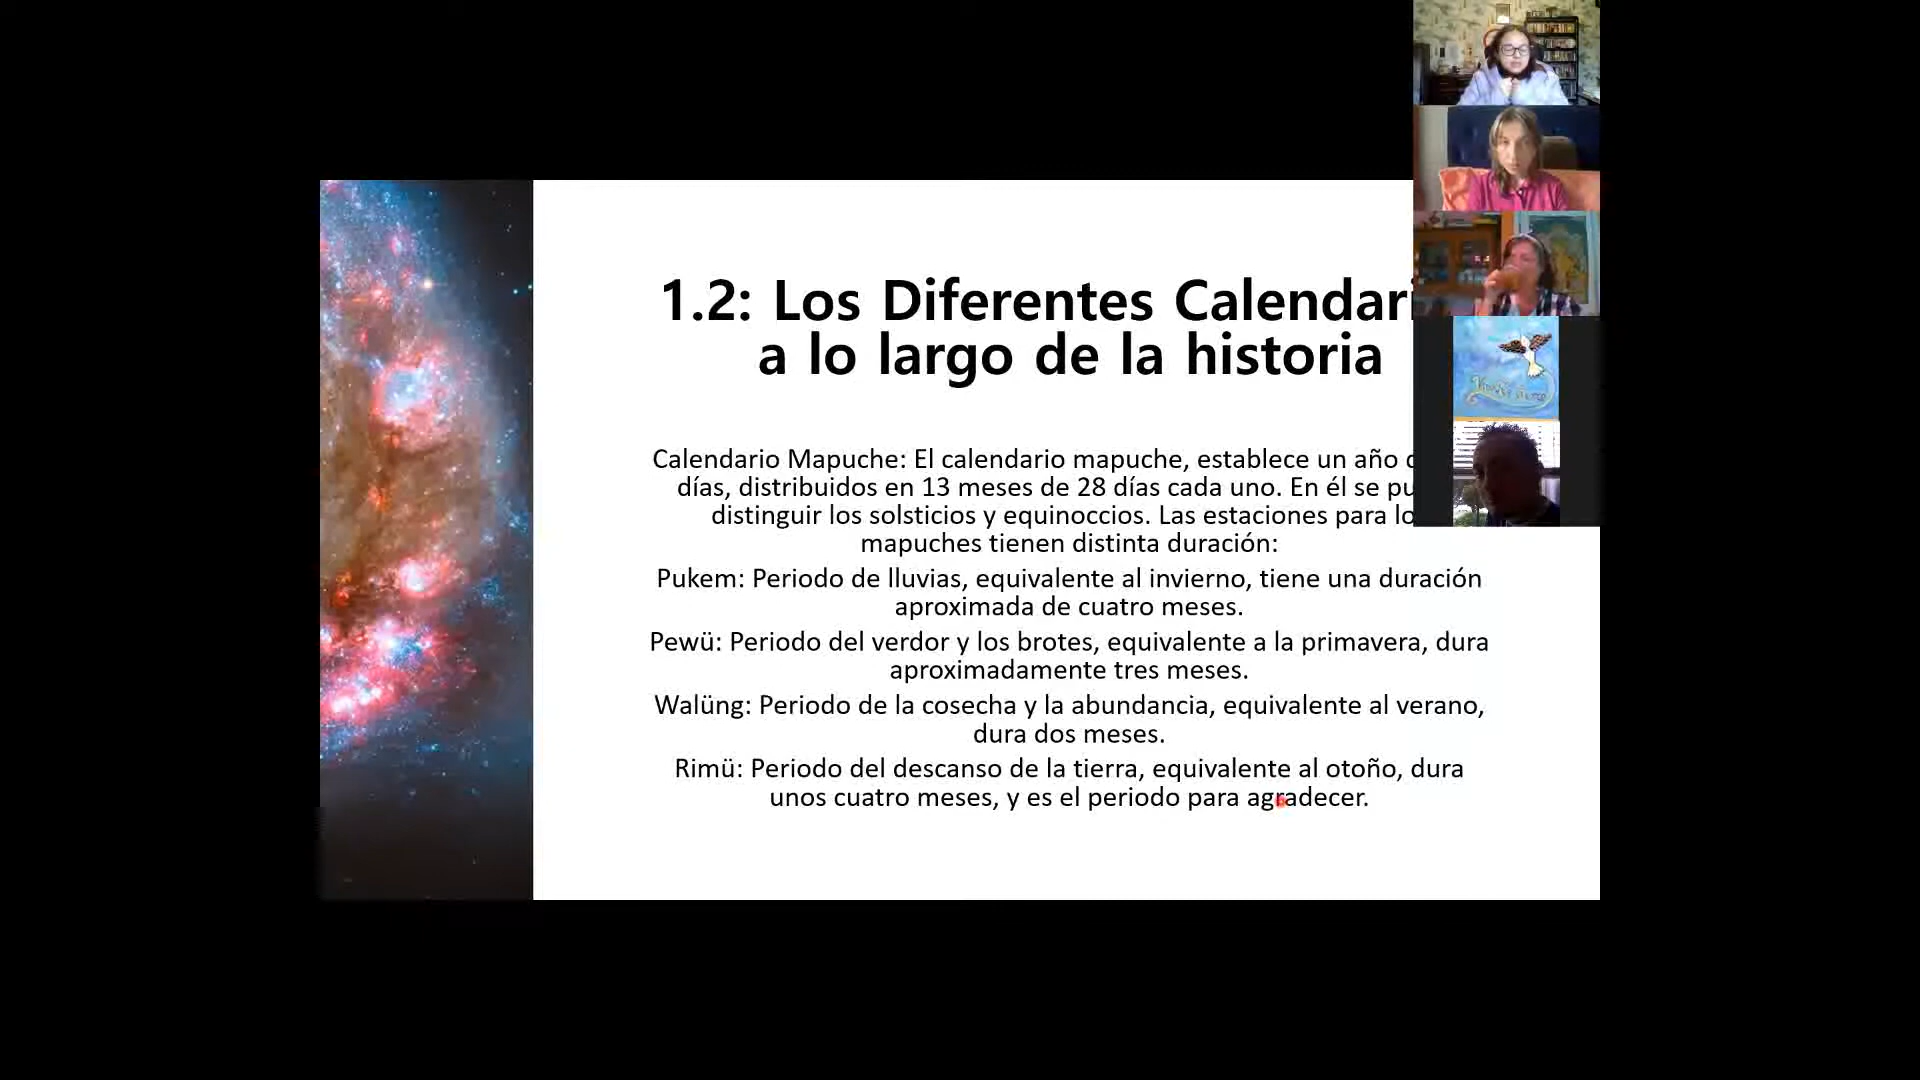 1.2: Los Diferentes Calendari
a lo largo de la historia
Calendario Mapuche: El calendario mapuche, establece un año
días, distribuidos en 13 meses de 28 días cada uno. En él se pu
distinguir los solsticios y equinoccios. Las estaciones para lo
mapuches tienen distinta duración:
Pukem: Periodo de lluvias, equivalente al invierno, tiene una duración
aproximada de cuatro meses.
Pewü: Periodo del verdor y los brotes, equivalente a la primavera, dura
aproximadamente tres meses.
Walüng: Periodo de la cosecha y la abundancia, equivalente al verano,
dura dos meses.
Rimü: Periodo del descanso de la tierra, equivalente al otoño, dura
unos cuatro meses, y es el periodo para agradecer.